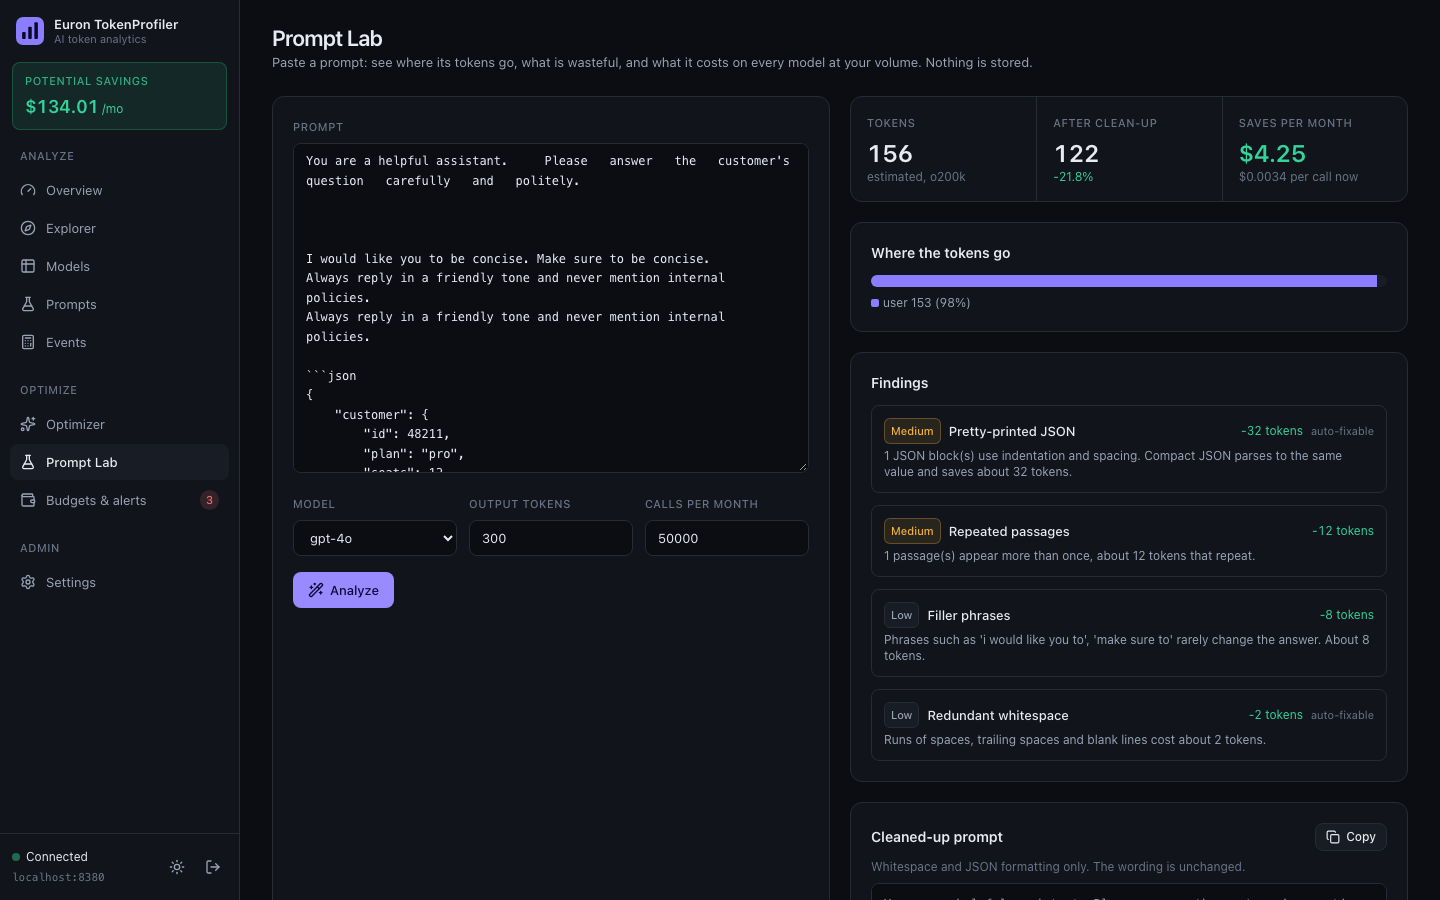 Euron TokenProfiler
AI token analytics
POTENTIAL SAVINGS
$134.01 /mo
ANALYZE
Overview
Explorer
Models
Prompts
Events
OPTIMIZE
Optimizer
Prompt Lab
Budgets & alerts
3
ADMIN
Settings
Connected
localhost:8380
Prompt Lab
Paste a prompt: see where its tokens go, what is wasteful, and what it costs on every model at your volume. Nothing is stored.
PROMPT
You are a helpful assistant.     Please   answer   the   customer's
question   carefully   and   politely.
I would like you to be concise. Make sure to be concise.
Always reply in a friendly tone and never mention internal
policies.
Always reply in a friendly tone and never mention internal
policies.
```json
{
    "customer": {
        "id": 48211,
        "plan": "pro",
        "seats": 12
MODEL
OUTPUT TOKENS
CALLS PER MONTH
gpt-4o
300
50000
Analyze
TOKENS
156
estimated, o200k
AFTER CLEAN-UP
122
-21.8%
SAVES PER MONTH
$4.25
$0.0034 per call now
Where the tokens go
user 153 (98%)
Findings
Medium
Pretty-printed JSON
-32 tokens
auto-fixable
1 JSON block(s) use indentation and spacing. Compact JSON parses to the same
value and saves about 32 tokens.
Medium
Repeated passages
-12 tokens
1 passage(s) appear more than once, about 12 tokens that repeat.
Low
Filler phrases
-8 tokens
Phrases such as 'i would like you to', 'make sure to' rarely change the answer. About 8
tokens.
Low
Redundant whitespace
-2 tokens
auto-fixable
Runs of spaces, trailing spaces and blank lines cost about 2 tokens.
Cleaned-up prompt
Copy
Whitespace and JSON formatting only. The wording is unchanged.